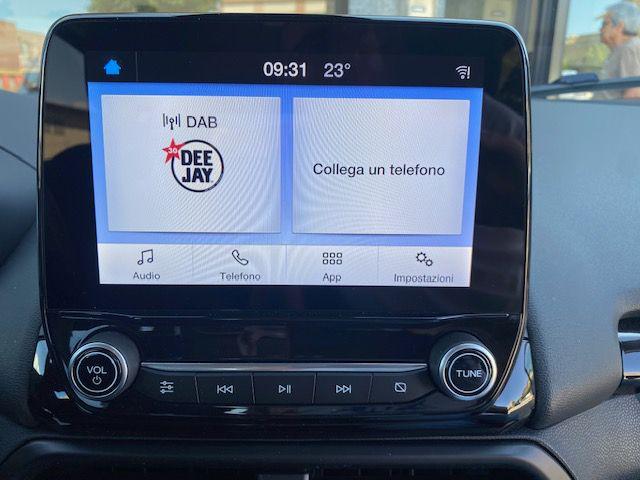 09:31 23°
DAB
30
DEE
JAY
Collega un telefono
Audio
Telefono
App
Impostazioni
VOL
TUNE